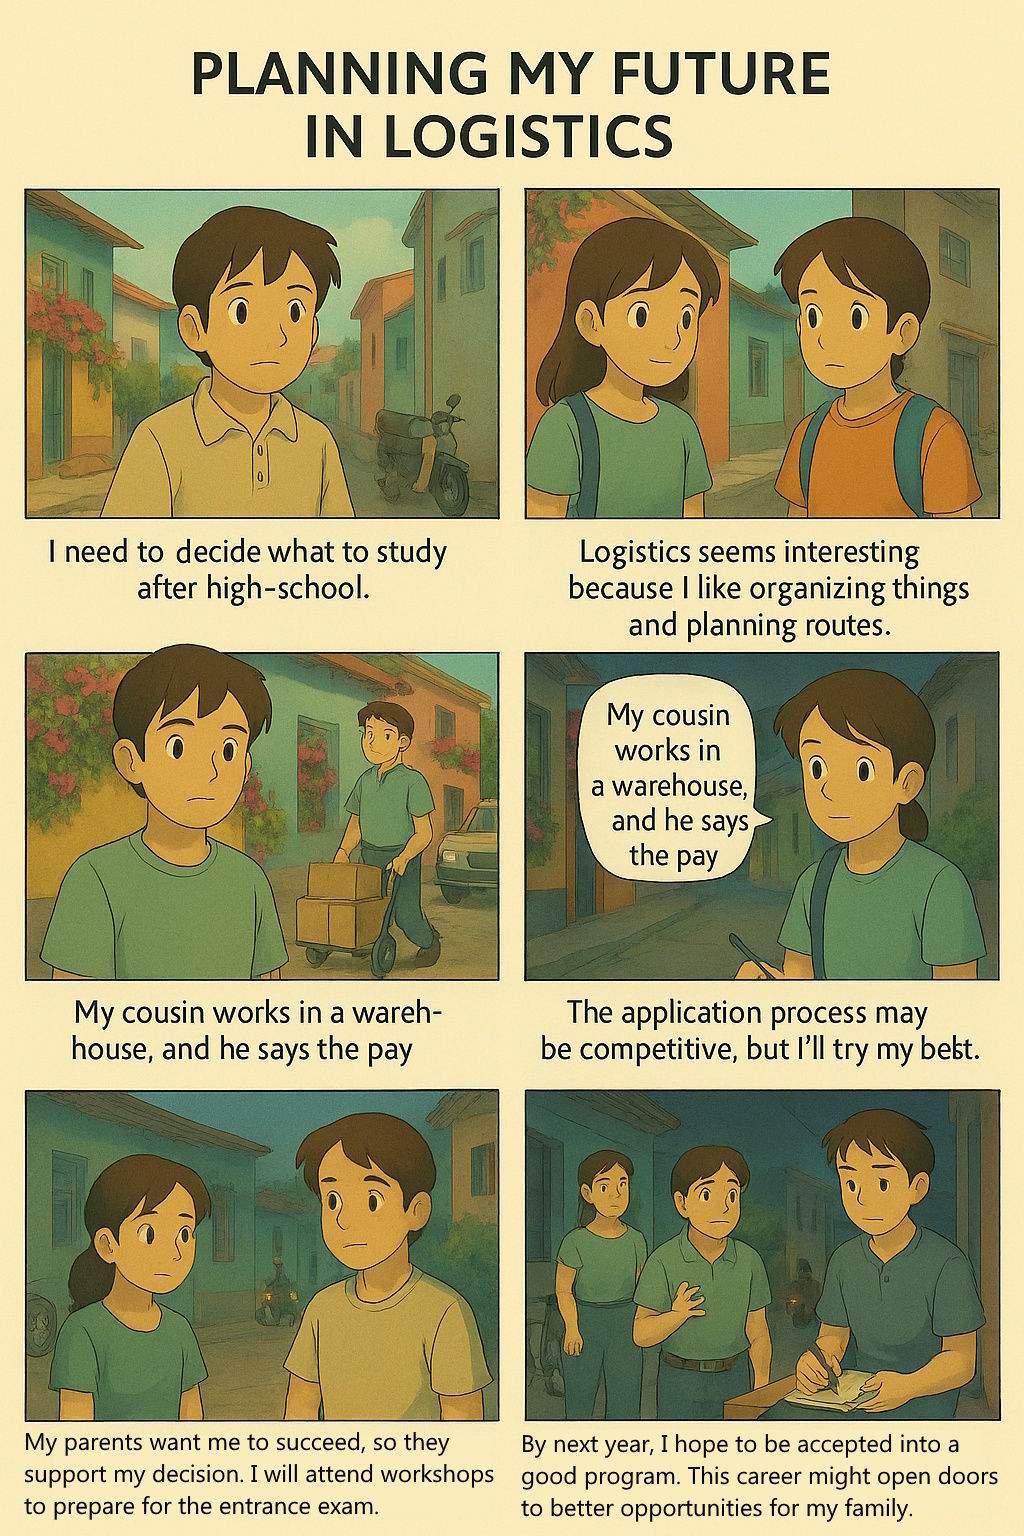 PLANNING MY FUTURE
IN LOGISTICS
I need to decide what to study
after high-school.
Logistics seems interesting
because I like organizing things
and planning routes.
My cousin works in a wareh-
house, and he says the pay
My cousin
works in
a warehouse,
and he says
the pay
The application process may
be competitive, but I'll try my best.
My parents want me to succeed, so they
support my decision. I will attend workshops
to prepare for the entrance exam.
By next year, I hope to be accepted into a
good program. This career might open doors
to better opportunities for my family.